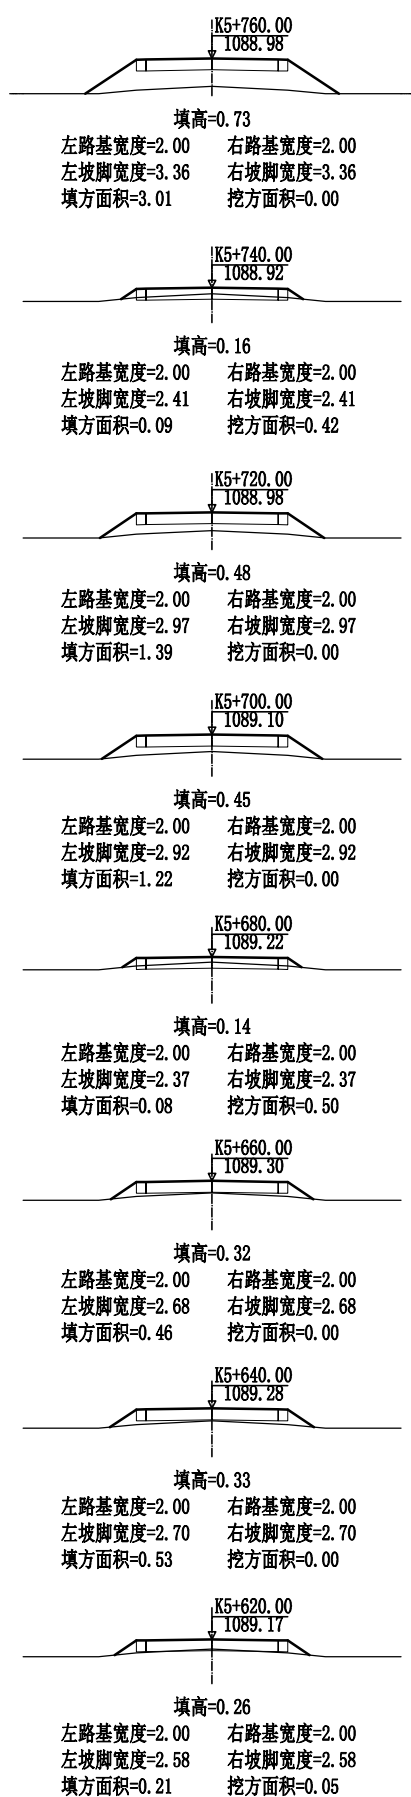 K5+760.00
1088.98
填高=0.73
左路基宽度=2.00 右路基宽度=2.00
左坡脚宽度=3.36 右坡脚宽度=3.36
填方面积=3.01 挖方面积=0.00
K5+740.00
1088.92
填高=0.16
左路基宽度=2.00 右路基宽度=2.00
左坡脚宽度=2.41 右坡脚宽度=2.41
填方面积=0.09 挖方面积=0.42
K5+720.00
1088.98
填高=0.48
左路基宽度=2.00 右路基宽度=2.00
左坡脚宽度=2.97 右坡脚宽度=2.97
填方面积=1.39 挖方面积=0.00
K5+700.00
1089.10
填高=0.45
左路基宽度=2.00 右路基宽度=2.00
左坡脚宽度=2.92 右坡脚宽度=2.92
填方面积=1.22 挖方面积=0.00
K5+680.00
1089.22
填高=0.14
左路基宽度=2.00 右路基宽度=2.00
左坡脚宽度=2.37 右坡脚宽度=2.37
填方面积=0.08 挖方面积=0.50
K5+660.00
1089.30
填高=0.32
左路基宽度=2.00 右路基宽度=2.00
左坡脚宽度=2.68 右坡脚宽度=2.68
填方面积=0.46 挖方面积=0.00
K5+640.00
1089.28
填高=0.33
左路基宽度=2.00 右路基宽度=2.00
左坡脚宽度=2.70 右坡脚宽度=2.70
填方面积=0.53 挖方面积=0.00
K5+620.00
1089.17
填高=0.26
左路基宽度=2.00 右路基宽度=2.00
左坡脚宽度=2.58 右坡脚宽度=2.58
填方面积=0.21 挖方面积=0.05